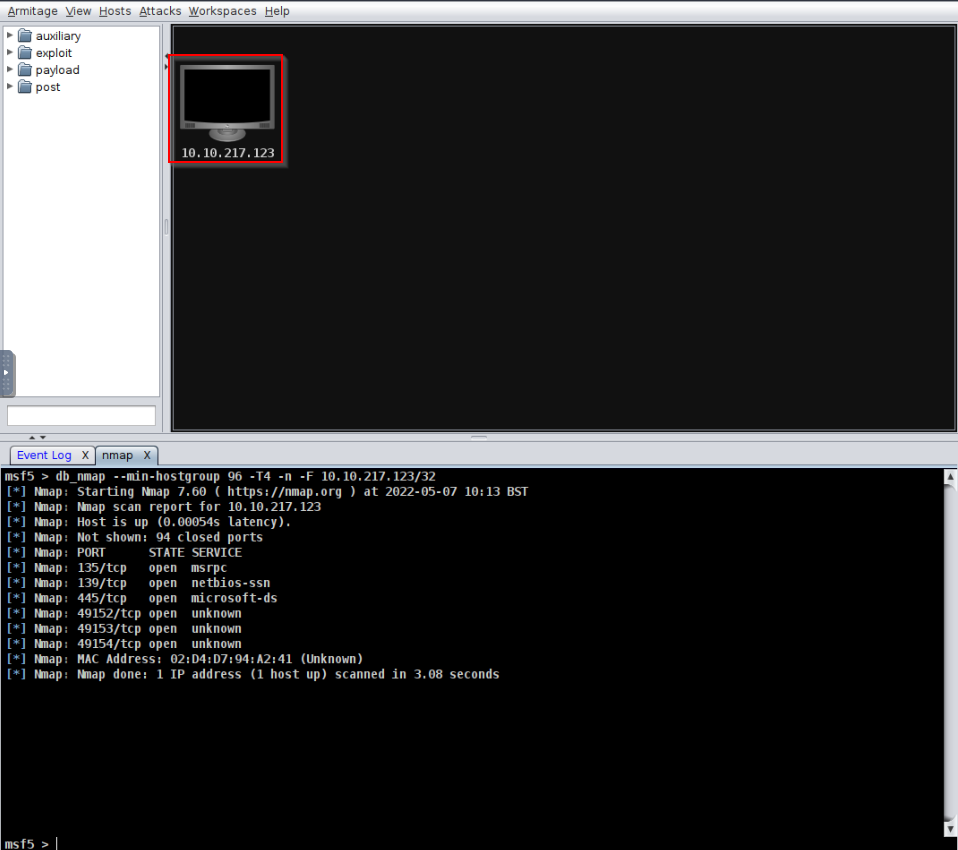 Armitage View Hosts Attacks Workspaces Help
auxiliary
exploit
payload
post
10.10.217.123
Event Log X nmap X
msf5 > db_nmap --min-hostgroup 96 -T4 -n -F 10.10.217.123/32
[*] Nmap: Starting Nmap 7.60 ( https://nmap.org ) at 2022-05-07 10:13 BST
[*] Nmap: Nmap scan report for 10.10.217.123
[*] Nmap: Host is up (0.00054s latency).
[*] Nmap: Not shown: 94 closed ports
[*] Nmap: PORT      STATE SERVICE
[*] Nmap: 135/tcp   open  msrpc
[*] Nmap: 139/tcp   open  netbios-ssn
[*] Nmap: 445/tcp   open  microsoft-ds
[*] Nmap: 49152/tcp open  unknown
[*] Nmap: 49153/tcp open  unknown
[*] Nmap: 49154/tcp open  unknown
[*] Nmap: MAC Address: 02:D4:D7:94:A2:41 (Unknown)
[*] Nmap: Nmap done: 1 IP address (1 host up) scanned in 3.08 seconds
msf5 >